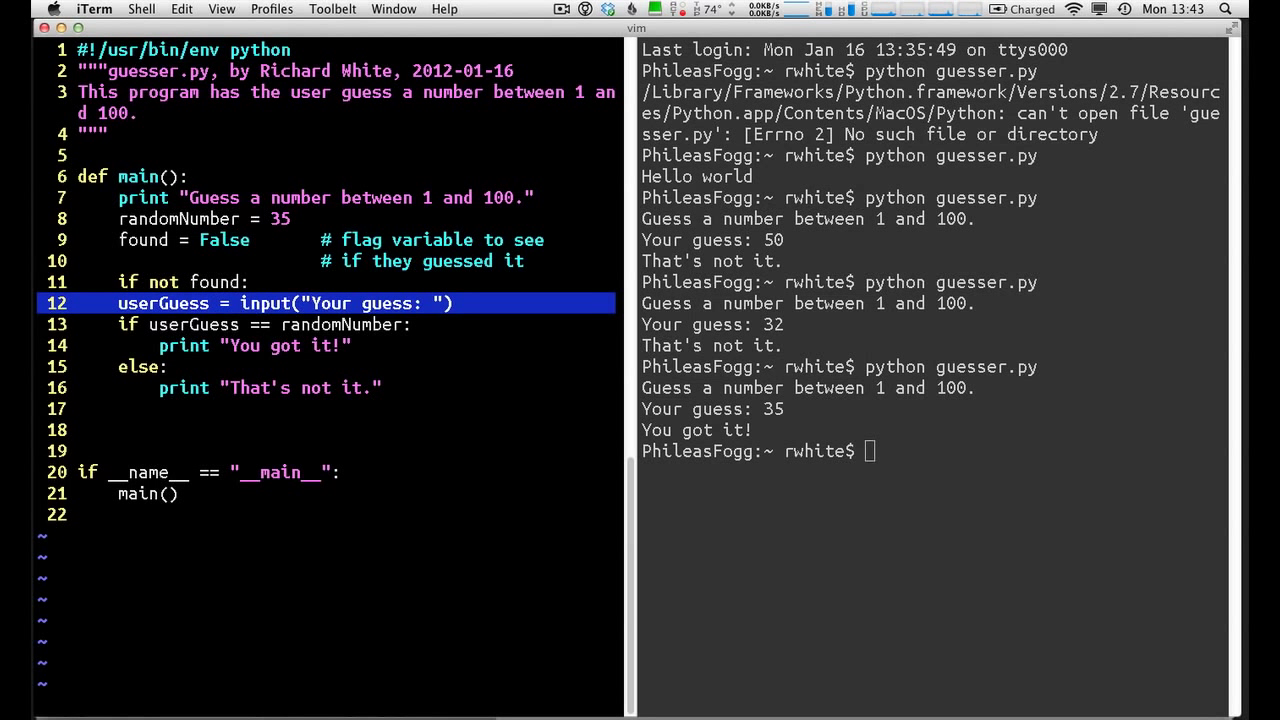 iTerm Shell Edit View Profiles Toolbelt Window Help 74° 0.0KB/s 0.0KB/s Charged Mon 13:43
vim
1 #!/usr/bin/env python
2 """guesser.py, by Richard White, 2012-01-16
3 This program has the user guess a number between 1 an
d 100.
4 """
5
6 def main():
7     print "Guess a number between 1 and 100."
8     randomNumber = 35
9     found = False       # flag variable to see
10                         # if they guessed it
11     if not found:
12     userGuess = input("Your guess: ")
13     if userGuess == randomNumber:
14         print "You got it!"
15     else:
16         print "That's not it."
17
18
19
20 if __name__ == "__main__":
21     main()
22
~
~
~
~
~
~
~
~
Last login: Mon Jan 16 13:35:49 on ttys000
PhileasFogg:~ rwhite$ python guesser.py
/Library/Frameworks/Python.framework/Versions/2.7/Resourc
es/Python.app/Contents/MacOS/Python: can't open file 'gue
sser.py': [Errno 2] No such file or directory
PhileasFogg:~ rwhite$ python guesser.py
Hello world
PhileasFogg:~ rwhite$ python guesser.py
Guess a number between 1 and 100.
Your guess: 50
That's not it.
PhileasFogg:~ rwhite$ python guesser.py
Guess a number between 1 and 100.
Your guess: 32
That's not it.
PhileasFogg:~ rwhite$ python guesser.py
Guess a number between 1 and 100.
Your guess: 35
You got it!
PhileasFogg:~ rwhite$